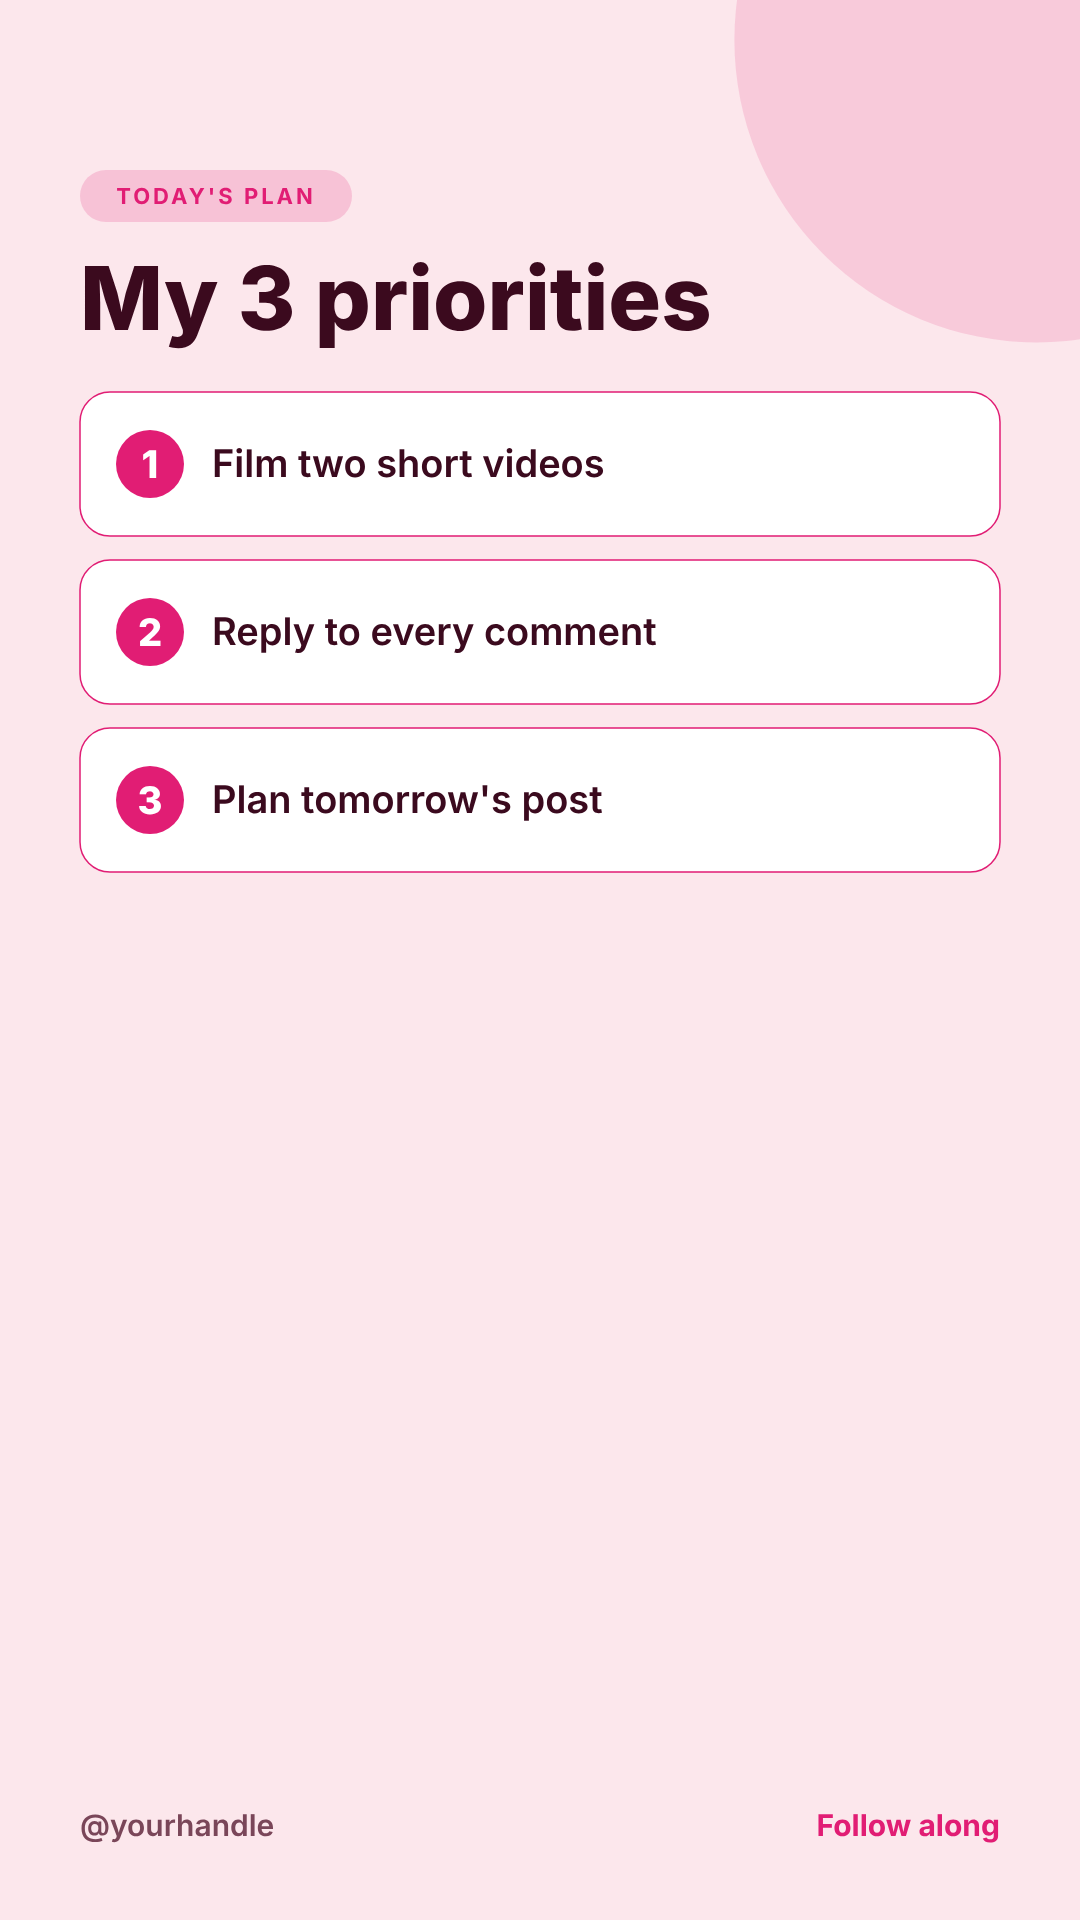 TODAY'S PLAN
My 3 priorities
1 Film two short videos
2 Reply to every comment
3 Plan tomorrow's post
@yourhandle
Follow along